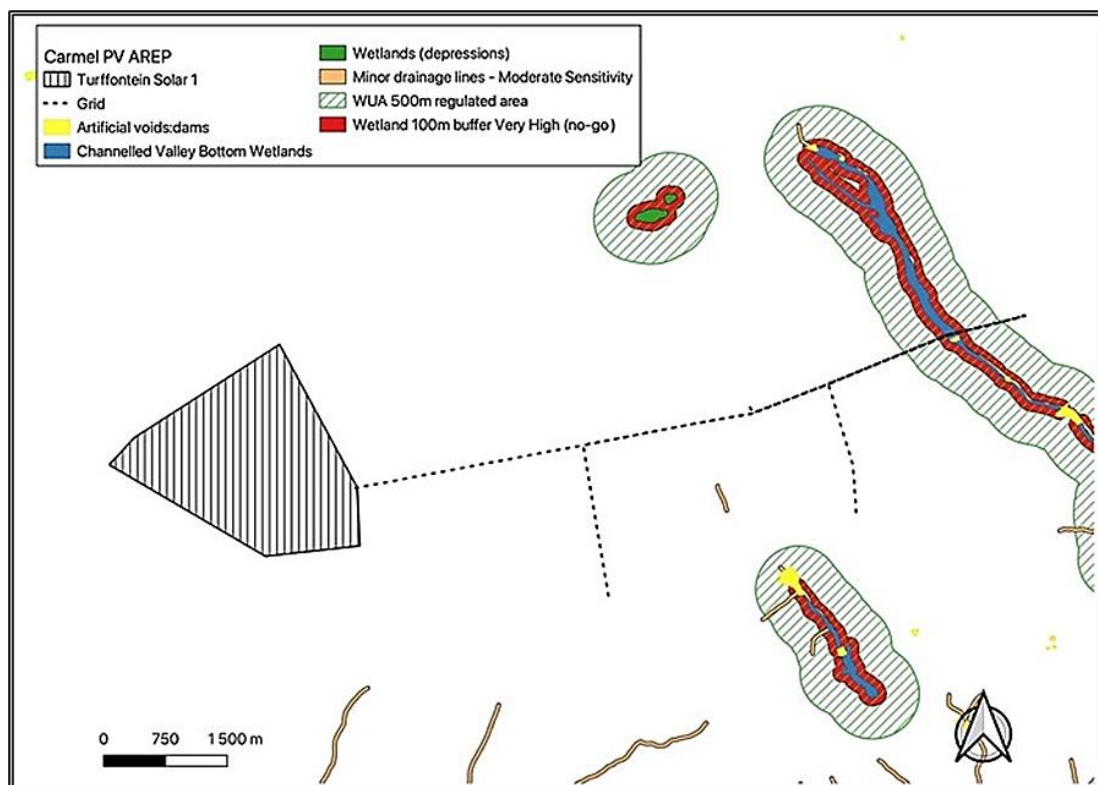 Carmel PV AREP
Turffontein Solar 1
Grid
Artificial voids:dams
Channelled Valley Bottom Wetlands
Wetlands (depressions)
Minor drainage lines - Moderate Sensitivity
WUA 500m regulated area
Wetland 100m buffer Very High (no-go)
0 750 1 500 m